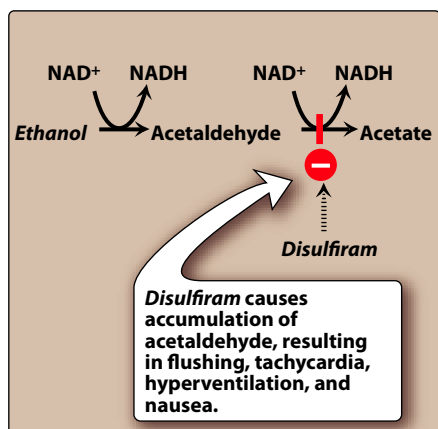 NAD+ NADH NAD+ NADH
Ethanol Acetaldehyde Acetate
Disulfiram
Disulfiram causes
accumulation of
acetaldehyde, resulting
in flushing, tachycardia,
hyperventilation, and
nausea.